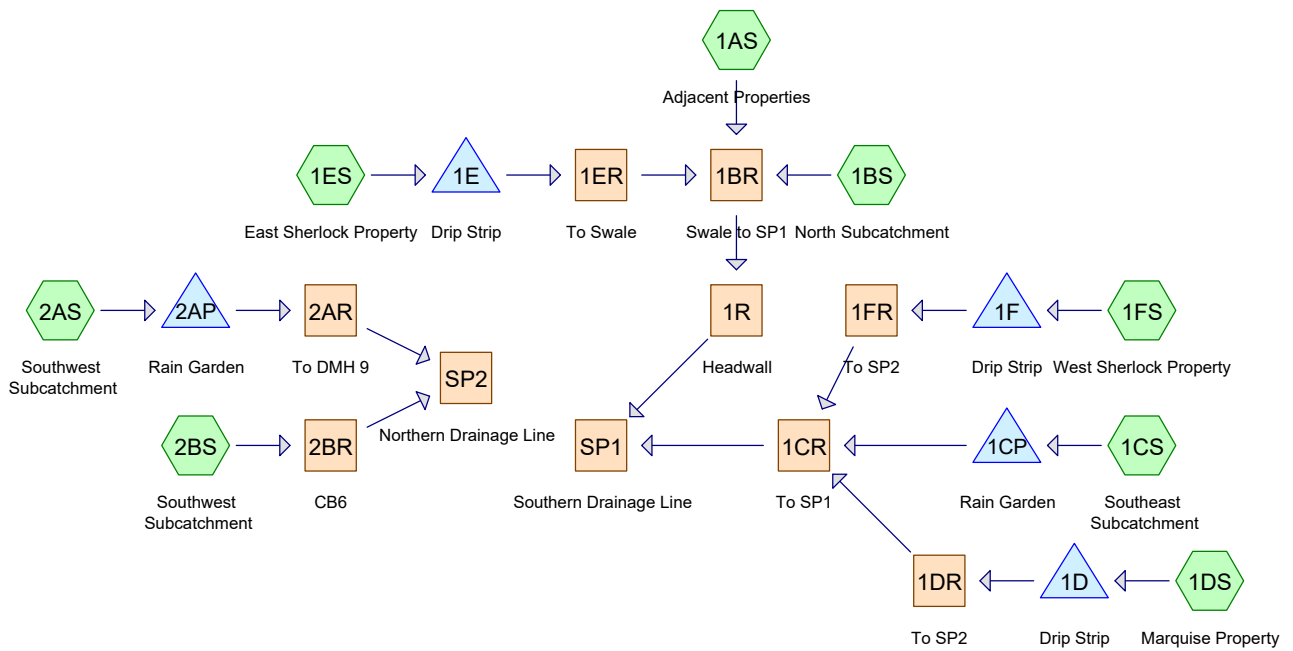 1AS
Adjacent Properties
1ES
1E
1ER
1BR
1BS
East Sherlock Property
Drip Strip
To Swale
Swale to SP1
North Subcatchment
2AS
2AP
2AR
1R
1FR
1F
1FS
Southwest
Subcatchment
Rain Garden
To DMH 9
Headwall
To SP2
Drip Strip
West Sherlock Property
SP2
Northern Drainage Line
2BS
2BR
SP1
1CR
1CP
1CS
Southwest
Subcatchment
CB6
Southern Drainage Line
To SP1
Rain Garden
Southeast
Subcatchment
1DR
1D
1DS
To SP2
Drip Strip
Marquise Property